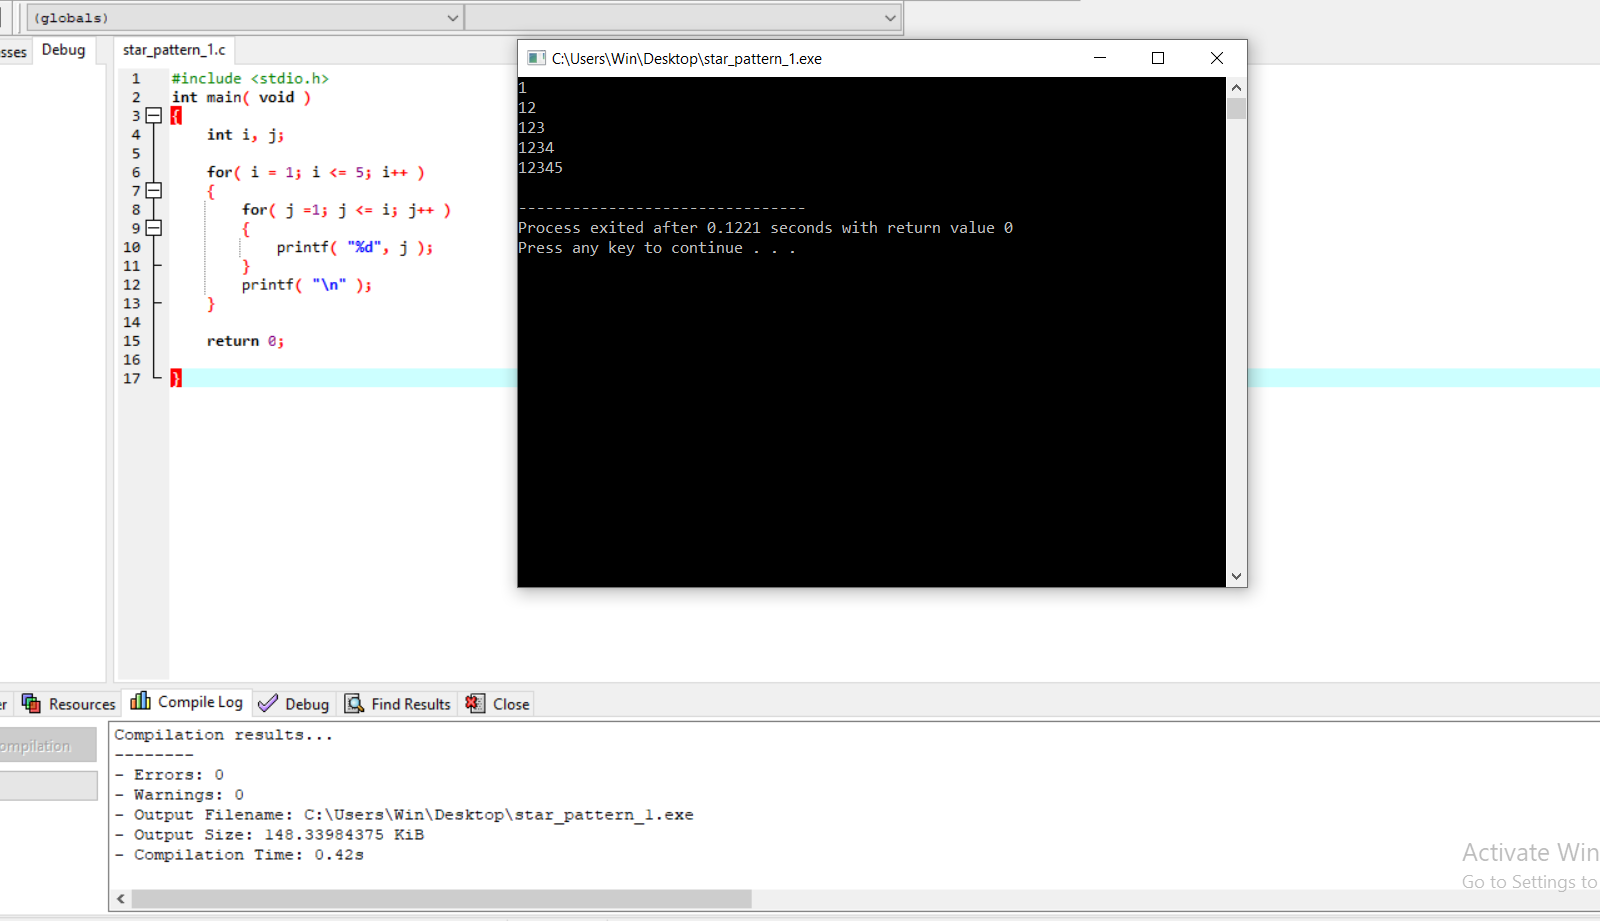 (globals)
sses
Debug
star_pattern_1.c
1 #include <stdio.h>
2 int main( void )
3 {
4 int i, j;
5
6 for( i = 1; i <= 5; i++ )
7 {
8 for( j =1; j <= i; j++ )
9 {
10 printf( "%d", j );
11 }
12 printf( "\n" );
13 }
14
15 return 0;
16
17 }
C:\Users\Win\Desktop\star_pattern_1.exe
1
12
123
1234
12345
--------------------------------
Process exited after 0.1221 seconds with return value 0
Press any key to continue . . .
er
Resources
Compile Log
Debug
Find Results
Close
ompilation
Compilation results...
--------
- Errors: 0
- Warnings: 0
- Output Filename: C:\Users\Win\Desktop\star_pattern_1.exe
- Output Size: 148.33984375 KiB
- Compilation Time: 0.42s
Activate Win
Go to Settings to